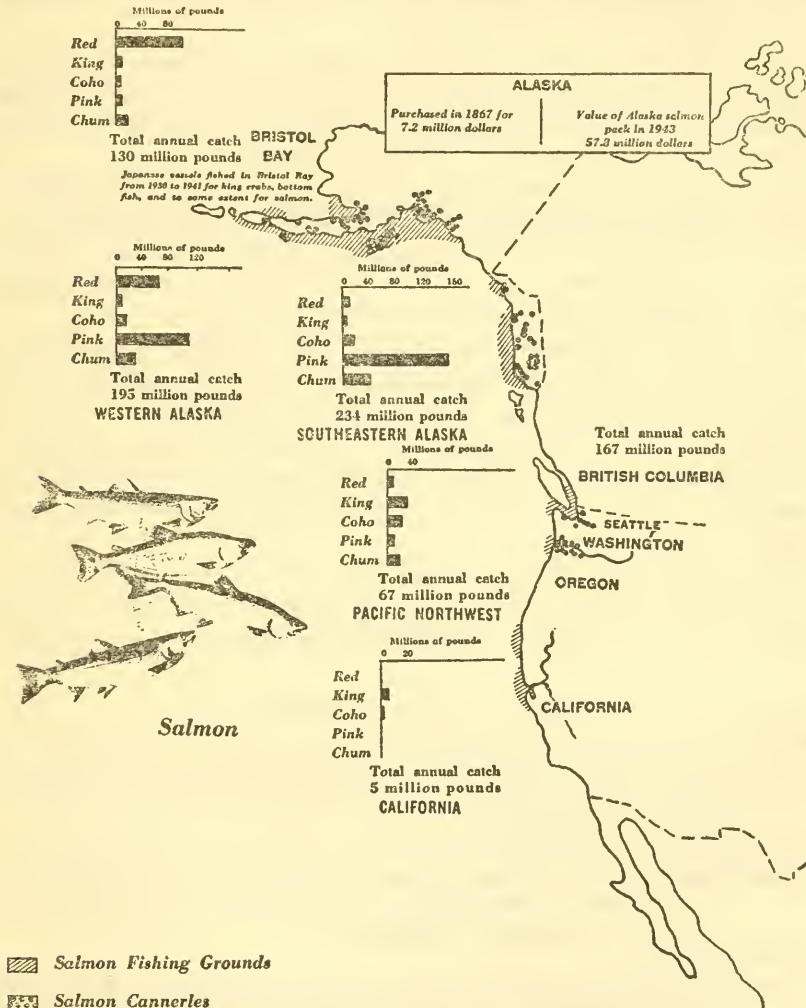 Millions of pounds
0 40 80
Red
King
Coho
Pink
Chum
Total annual catch
130 million pounds
BRISTOL
BAY
Japanese vessels fished in Bristol Bay
from 1930 to 1941 for king crabs, bottom
fish, and to some extent for salmon.
ALASKA
Purchased in 1867 for
7.2 million dollars
Value of Alaska salmon
pack in 1943
57.3 million dollars
Millions of pounds
0 40 80 120
Red
King
Coho
Pink
Chum
Total annual catch
195 million pounds
WESTERN ALASKA
Millions of pounds
0 40 80 160
Red
King
Coho
Pink
Chum
Total annual catch
234 million pounds
SOUTHEASTERN ALASKA
Total annual catch
167 million pounds
BRITISH COLUMBIA
Millions of pounds
0 40
Red
King
Coho
Pink
Chum
Total annual catch
67 million pounds
PACIFIC NORTHWEST
SEATTLE
WASHINGTON
OREGON
Millions of pounds
0 20
Red
King
Coho
Pink
Chum
Total annual catch
5 million pounds
CALIFORNIA
CALIFORNIA
Salmon
Salmon Fishing Grounds
Salmon Canneries